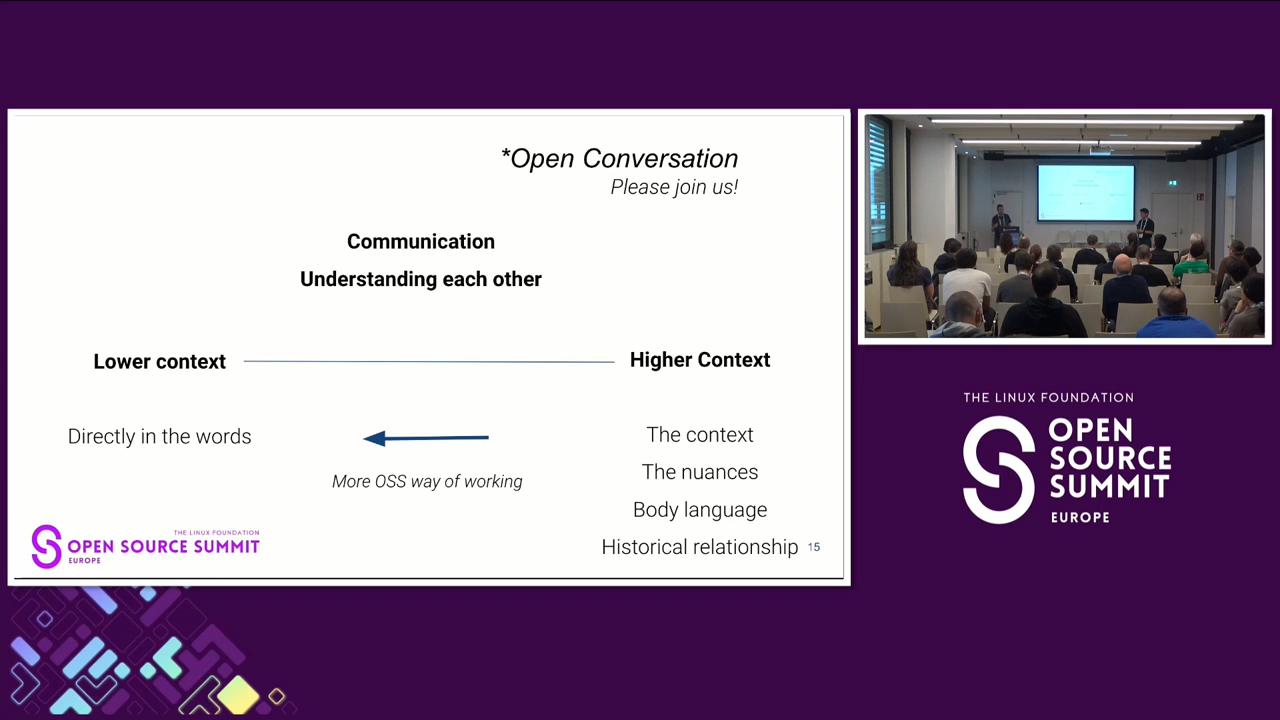 *Open Conversation
Please join us!
Communication
Understanding each other
Lower context
Higher Context
Directly in the words
The context
The nuances
More OSS way of working
Body language
Historical relationship
15
THE LINUX FOUNDATION
OPEN SOURCE SUMMIT
EUROPE
THE LINUX FOUNDATION
OPEN
SOURCE
SUMMIT
EUROPE